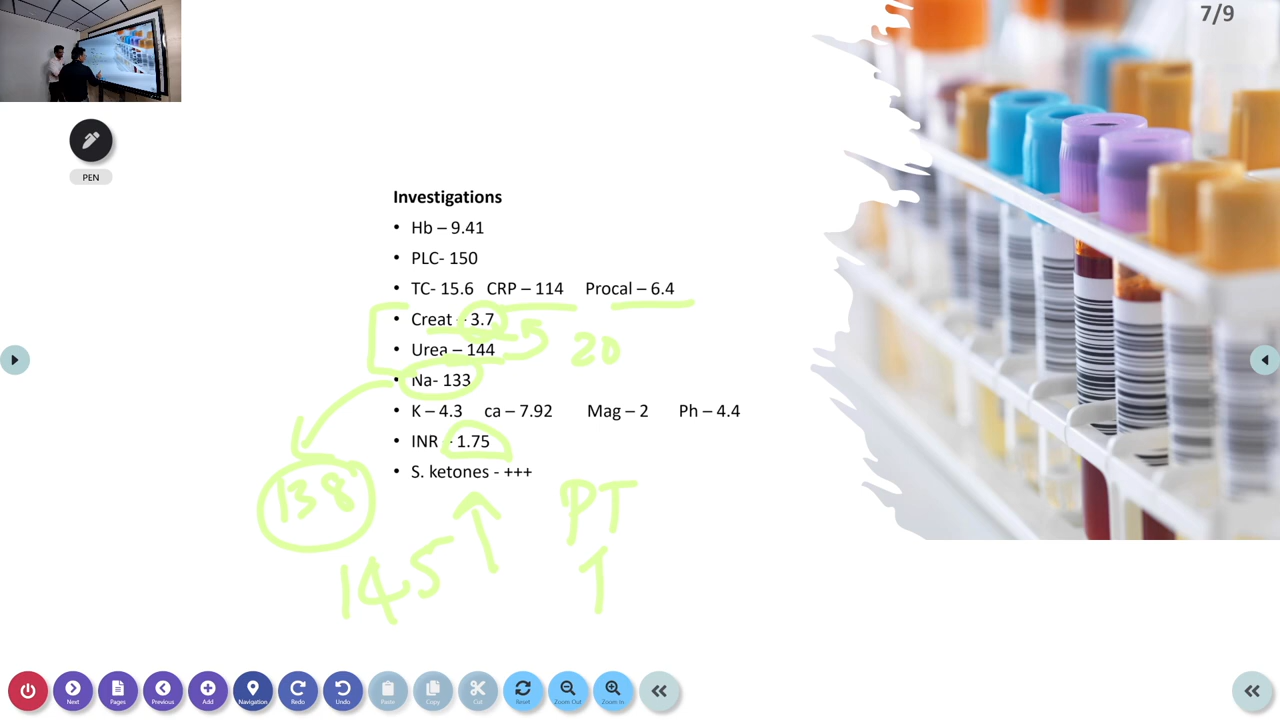 7/9
PEN
Investigations
• Hb – 9.41
• PLC- 150
• TC- 15.6 CRP – 114 Procal – 6.4
• Creat - 3.7
5
• Urea – 144
20
• Na- 133
• K – 4.3 ca – 7.92 Mag – 2 Ph – 4.4
• INR - 1.75
• S. ketones - +++
138
PT
145
1
Next
Pages
Previous
Add
Navigation
Redo
Undo
Paste
Copy
Cut
Reset
Zoom Out
Zoom In